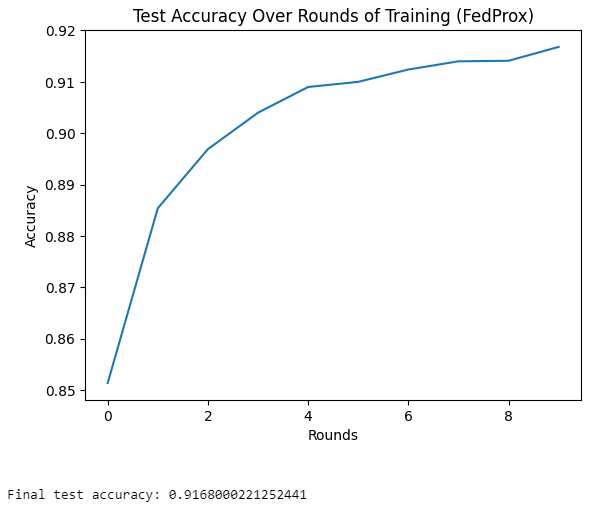 Test Accuracy Over Rounds of Training (FedProx)
0.92
0.91
0.90
0.89
0.88
0.87
0.86
0.85
Accuracy
0 2 4 6 8
Rounds
Final test accuracy: 0.9168000221252441